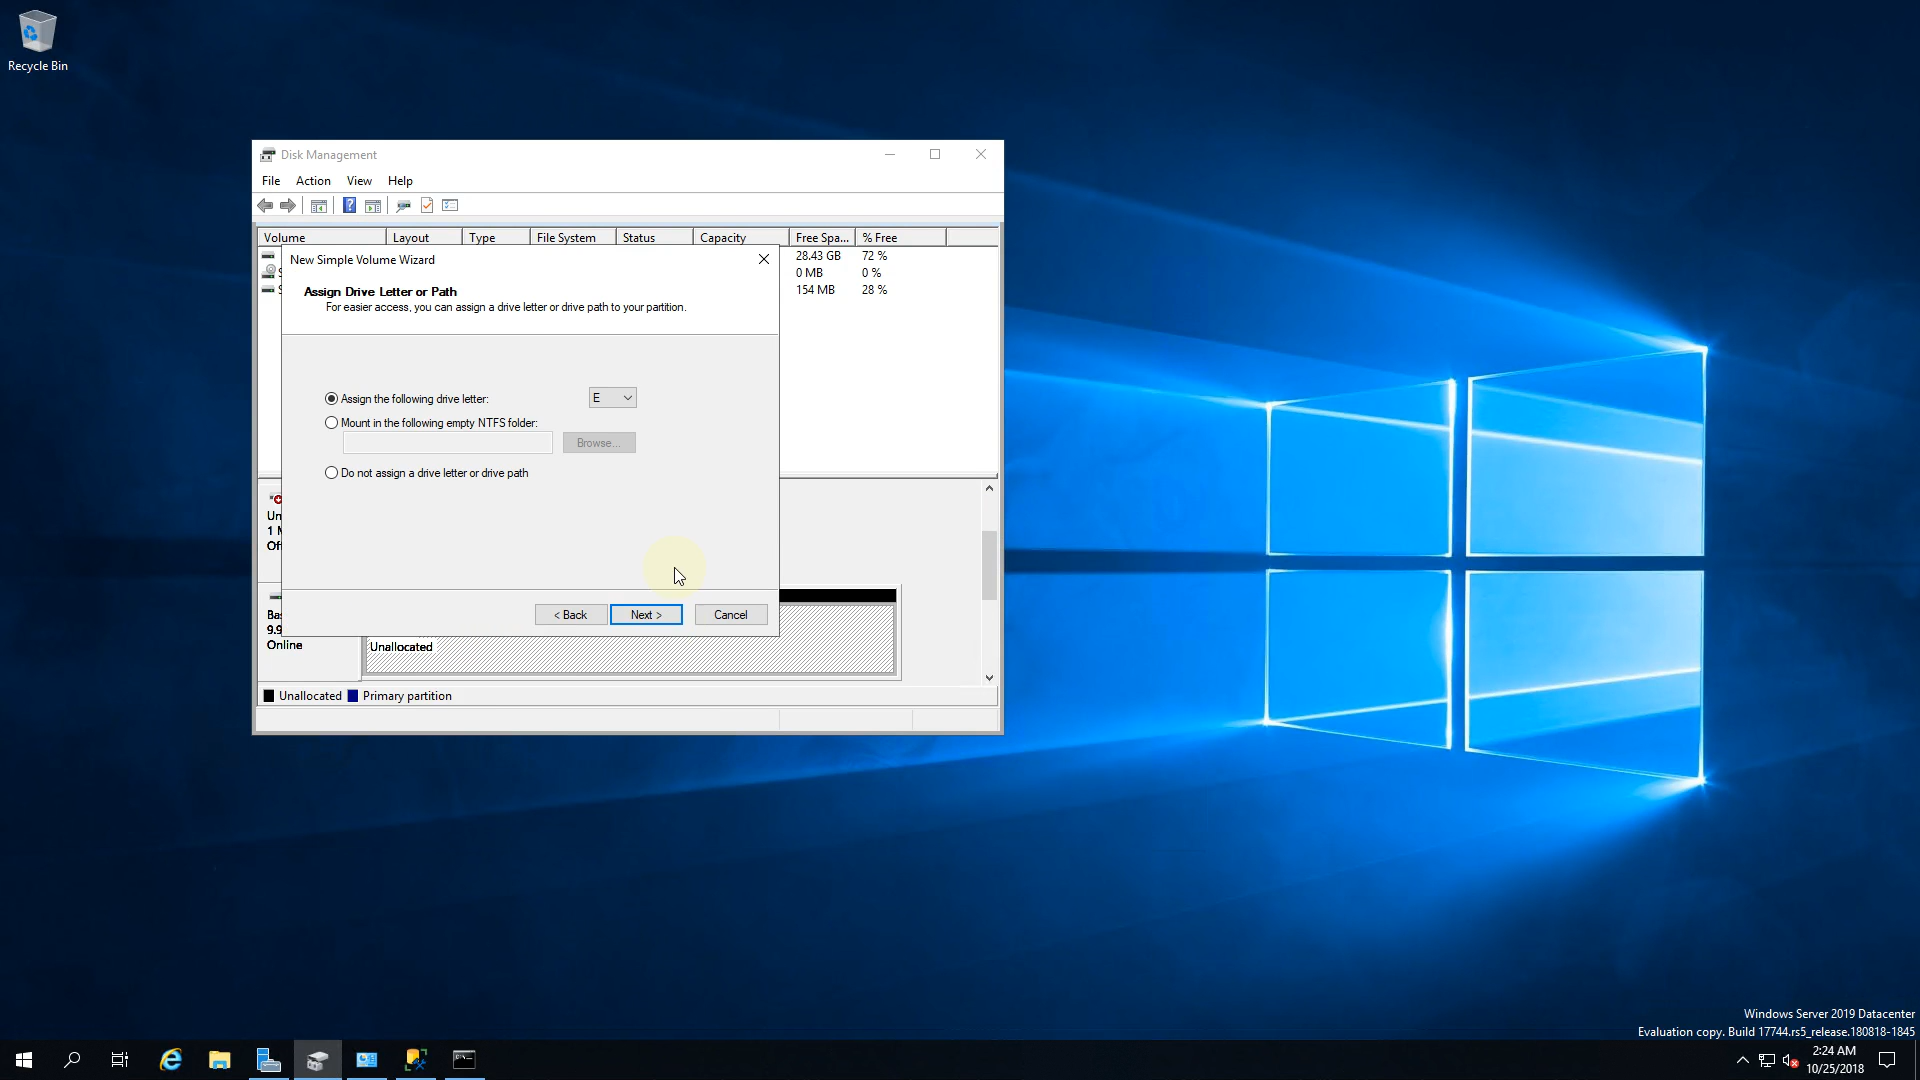 Recycle Bin
Disk Management
File Action View Help
Volume Layout Type File System Status Capacity Free Spa... % Free
28.43 GB 72 %
0 MB 0 %
154 MB 28 %
New Simple Volume Wizard
Assign Drive Letter or Path
For easier access, you can assign a drive letter or drive path to your partition.
Assign the following drive letter: E
Mount in the following empty NTFS folder:
Browse...
Do not assign a drive letter or drive path
< Back Next > Cancel
Online
Unallocated
Unallocated Primary partition
Windows Server 2019 Datacenter
Evaluation copy. Build 17744.rs5_release.180818-1845
2:24 AM
10/25/2018